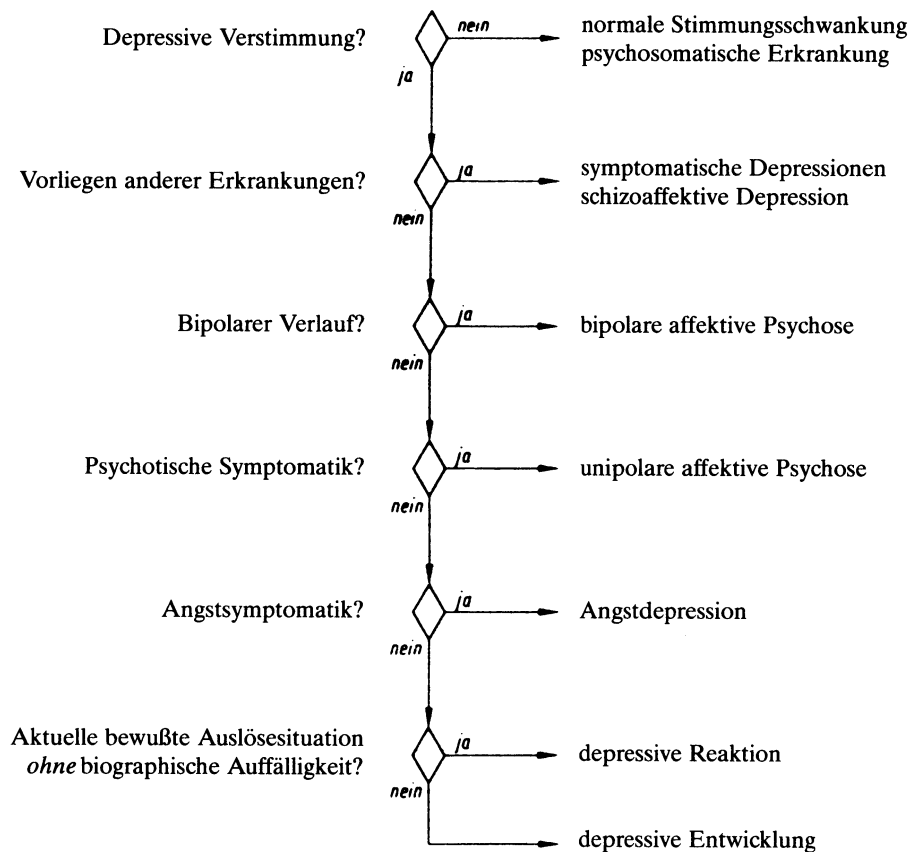 Depressive Verstimmung?
nein
normale Stimmungsschwankung
psychosomatische Erkrankung
ja
Vorliegen anderer Erkrankungen?
ja
symptomatische Depressionen
schizoaffektive Depression
nein
Bipolarer Verlauf?
ja
bipolare affektive Psychose
nein
Psychotische Symptomatik?
ja
unipolare affektive Psychose
nein
Angstsymptomatik?
ja
Angstdepression
nein
Aktuelle bewußte Auslösesituation
ohne biographische Auffälligkeit?
ja
depressive Reaktion
nein
depressive Entwicklung